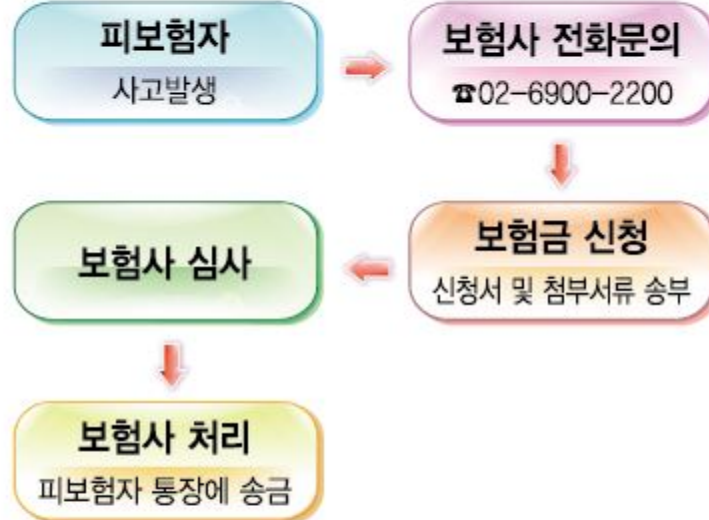 피보험자
사고발생
보험사 전화문의
☎02-6900-2200
보험금 신청
신청서 및 첨부서류 송부
보험사 심사
보험사 처리
피보험자 통장에 송금